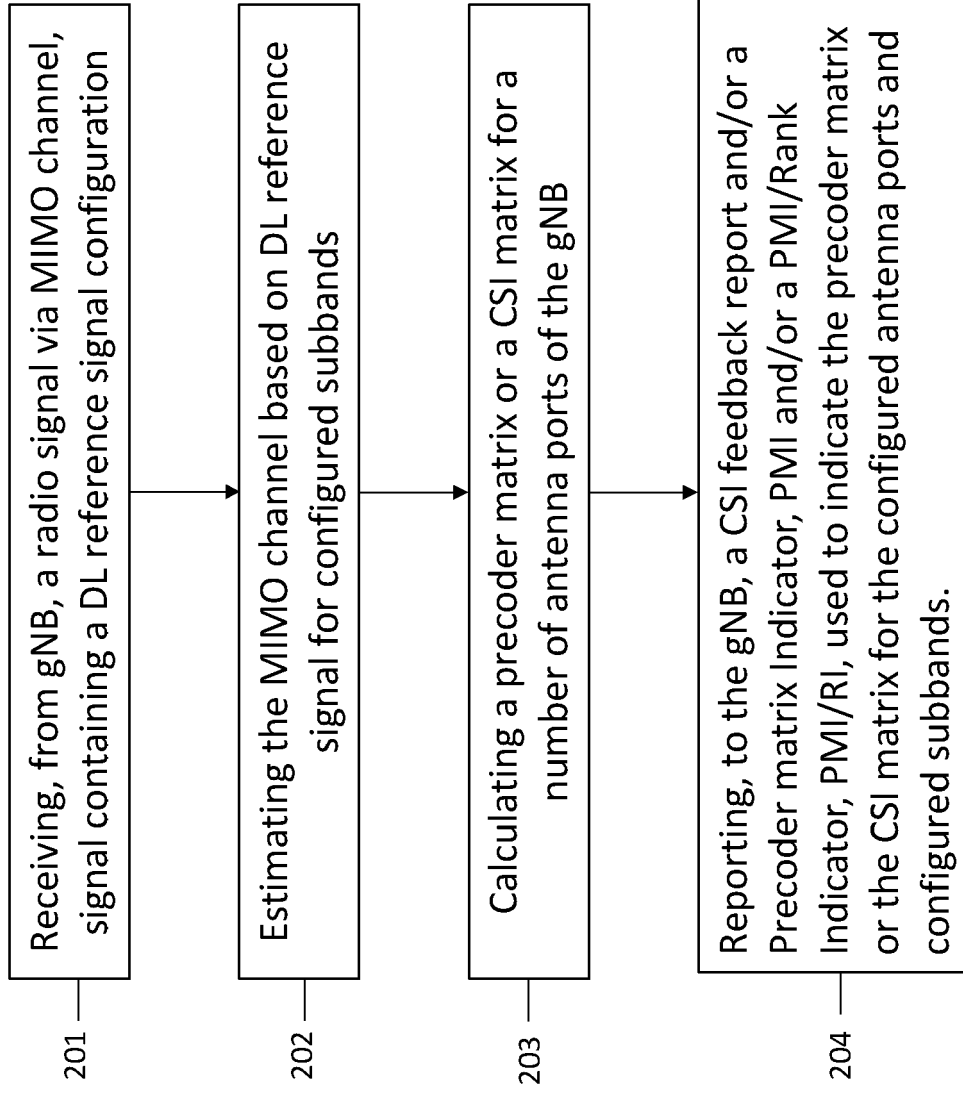 201
Receiving, from gNB, a radio signal via MIMO channel,
signal containing a DL reference signal configuration
202
Estimating the MIMO channel based on DL reference
signal for configured subbands
203
Calculating a precoder matrix or a CSI matrix for a
number of antenna ports of the gNB
204
Reporting, to the gNB, a CSI feedback report and/or a
Precoder matrix Indicator, PMI and/or a PMI/Rank
Indicator, PMI/RI, used to indicate the precoder matrix
or the CSI matrix for the configured antenna ports and
configured subbands.